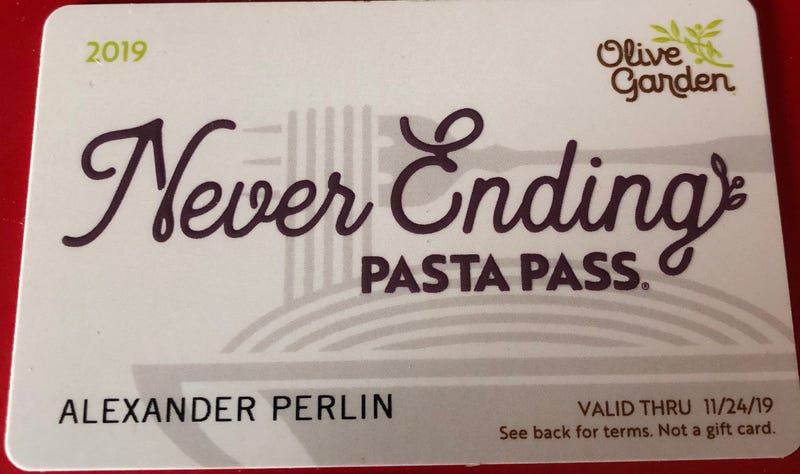 2019
Olive
Garden
Never Ending
PASTA PASS®
ALEXANDER PERLIN
VALID THRU 11/24/19
See back for terms. Not a gift card.